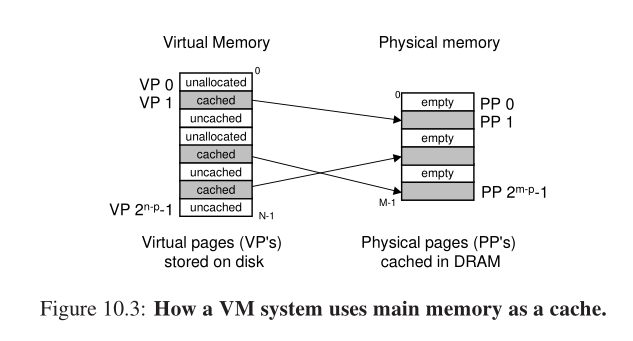 Virtual Memory
Physical memory
0
VP 0 unallocated
VP 1 cached
uncached
unallocated
cached
uncached
cached
VP 2^n-p-1 uncached
N-1
0
empty PP 0
PP 1
empty
empty
PP 2^m-p-1
M-1
Virtual pages (VP's)
stored on disk
Physical pages (PP's)
cached in DRAM
Figure 10.3: How a VM system uses main memory as a cache.